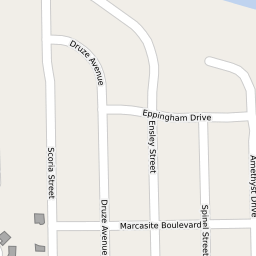 Druze Avenue
Eppingham Drive
Ensley Street
Scoria Street
Amethyst Drive
Druze Avenue
Marcasite Boulevard
Spinel Street